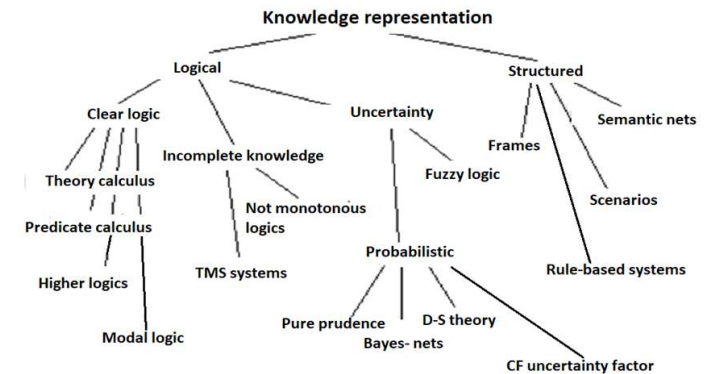 Knowledge representation
Logical
Structured
Clear logic
Uncertainty
Semantic nets
Frames
Incomplete knowledge
Fuzzy logic
Theory calculus
Scenarios
Not monotonous
logics
Predicate calculus
Probabilistic
TMS systems
Rule-based systems
Higher logics
Pure prudence
D-S theory
Modal logic
Bayes- nets
CF uncertainty factor